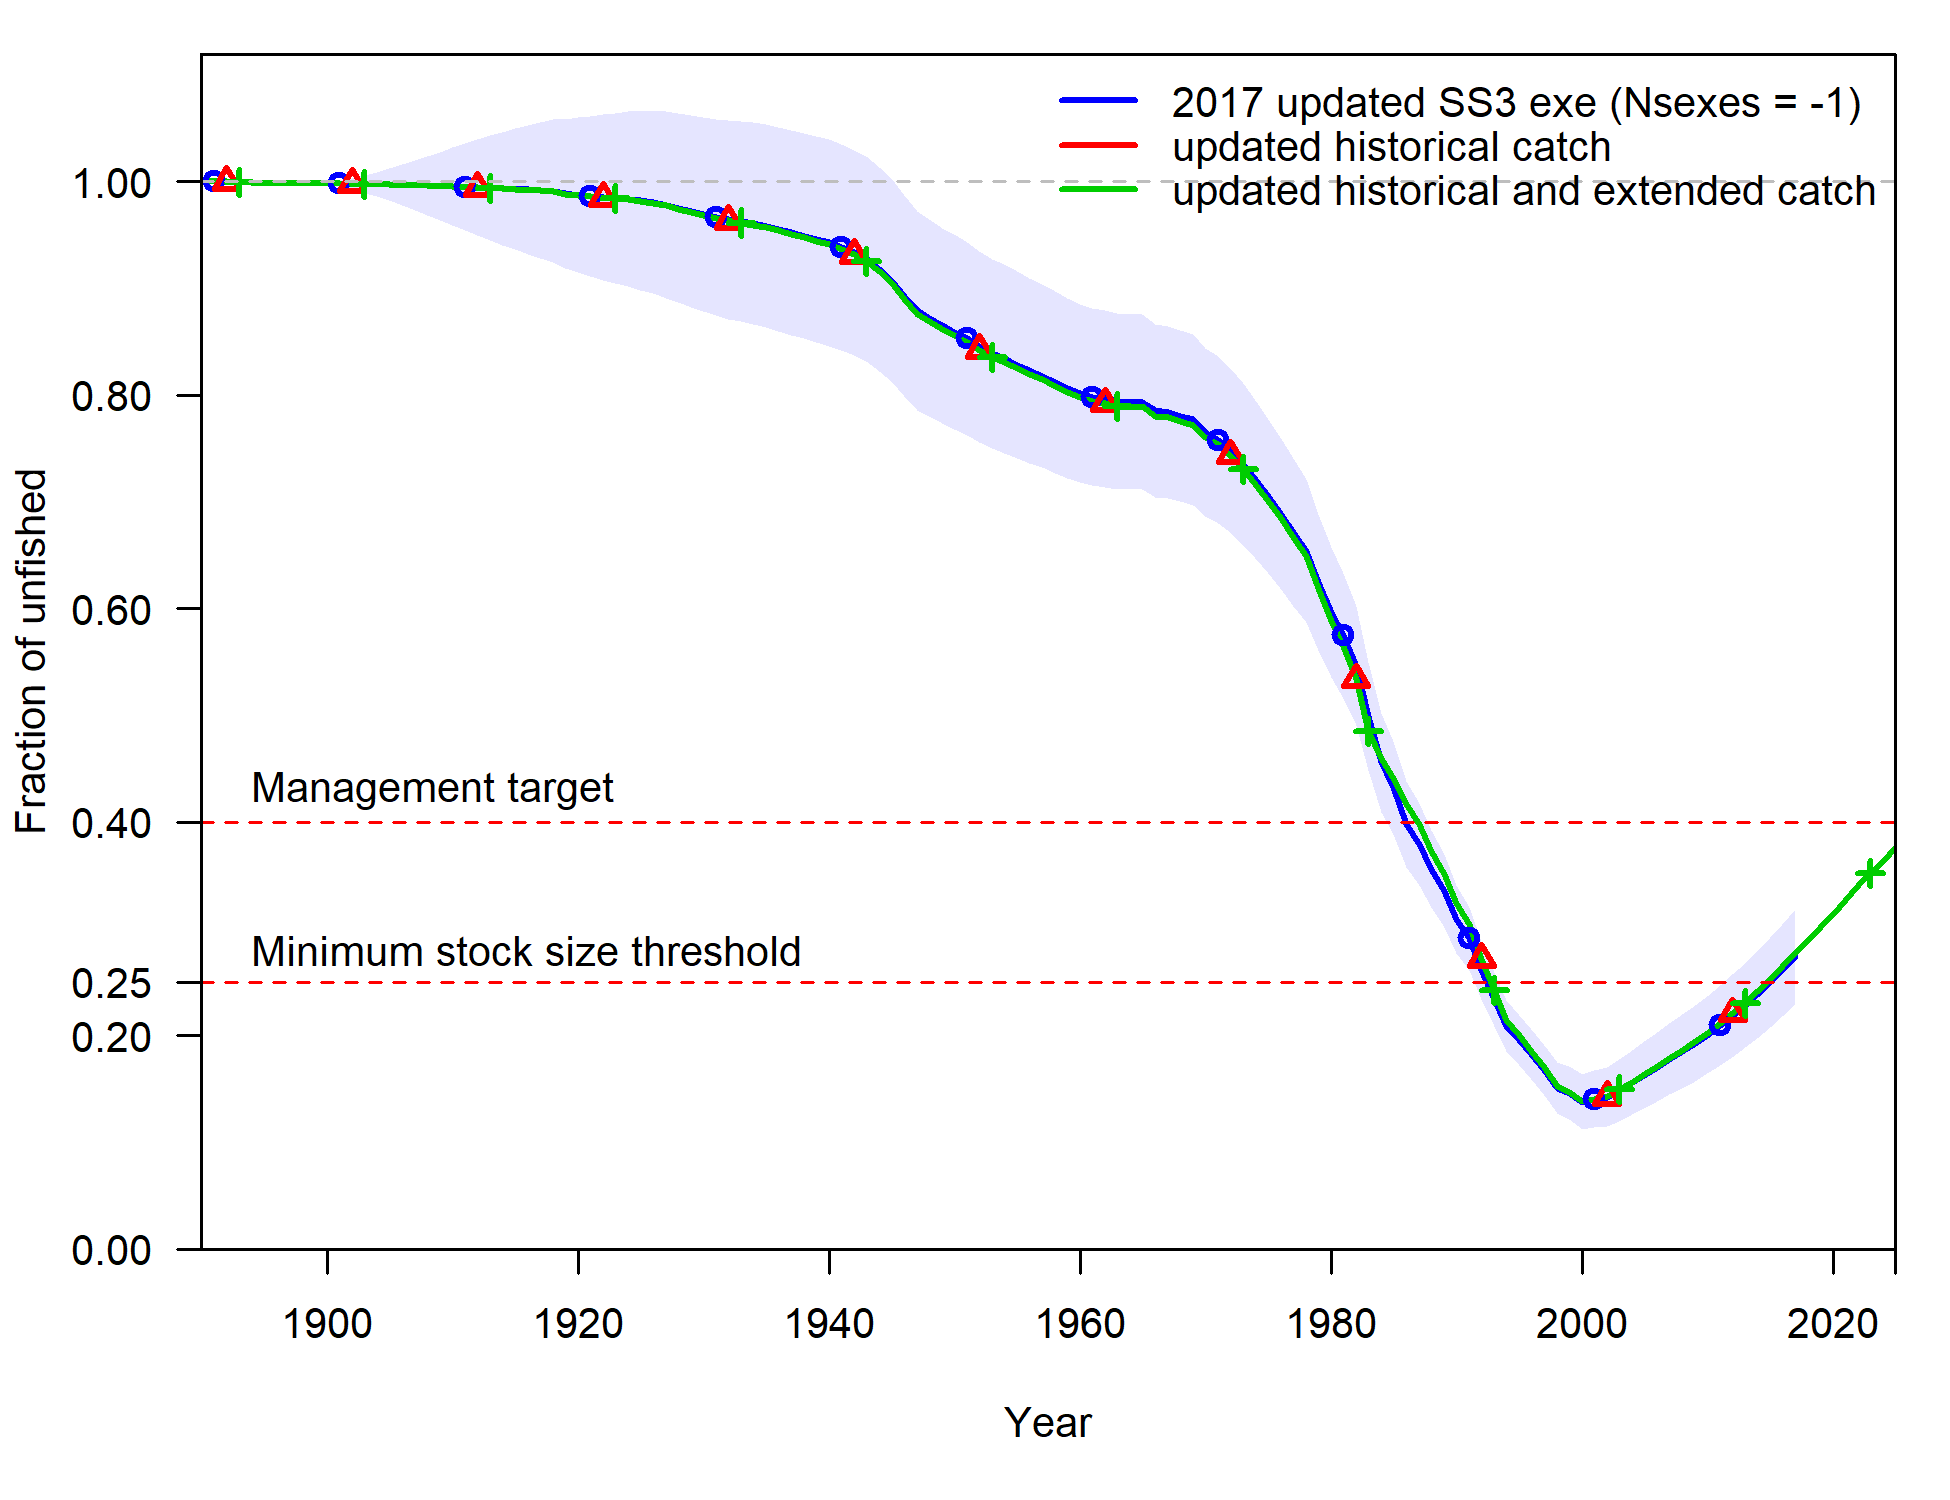 2017 updated SS3 exe (Nsexes = -1)
updated historical catch
updated historical and extended catch
1.00
0.80
0.60
0.40
0.25
0.20
0.00
Fraction of unfished
Management target
Minimum stock size threshold
1900 1920 1940 1960 1980 2000 2020
Year